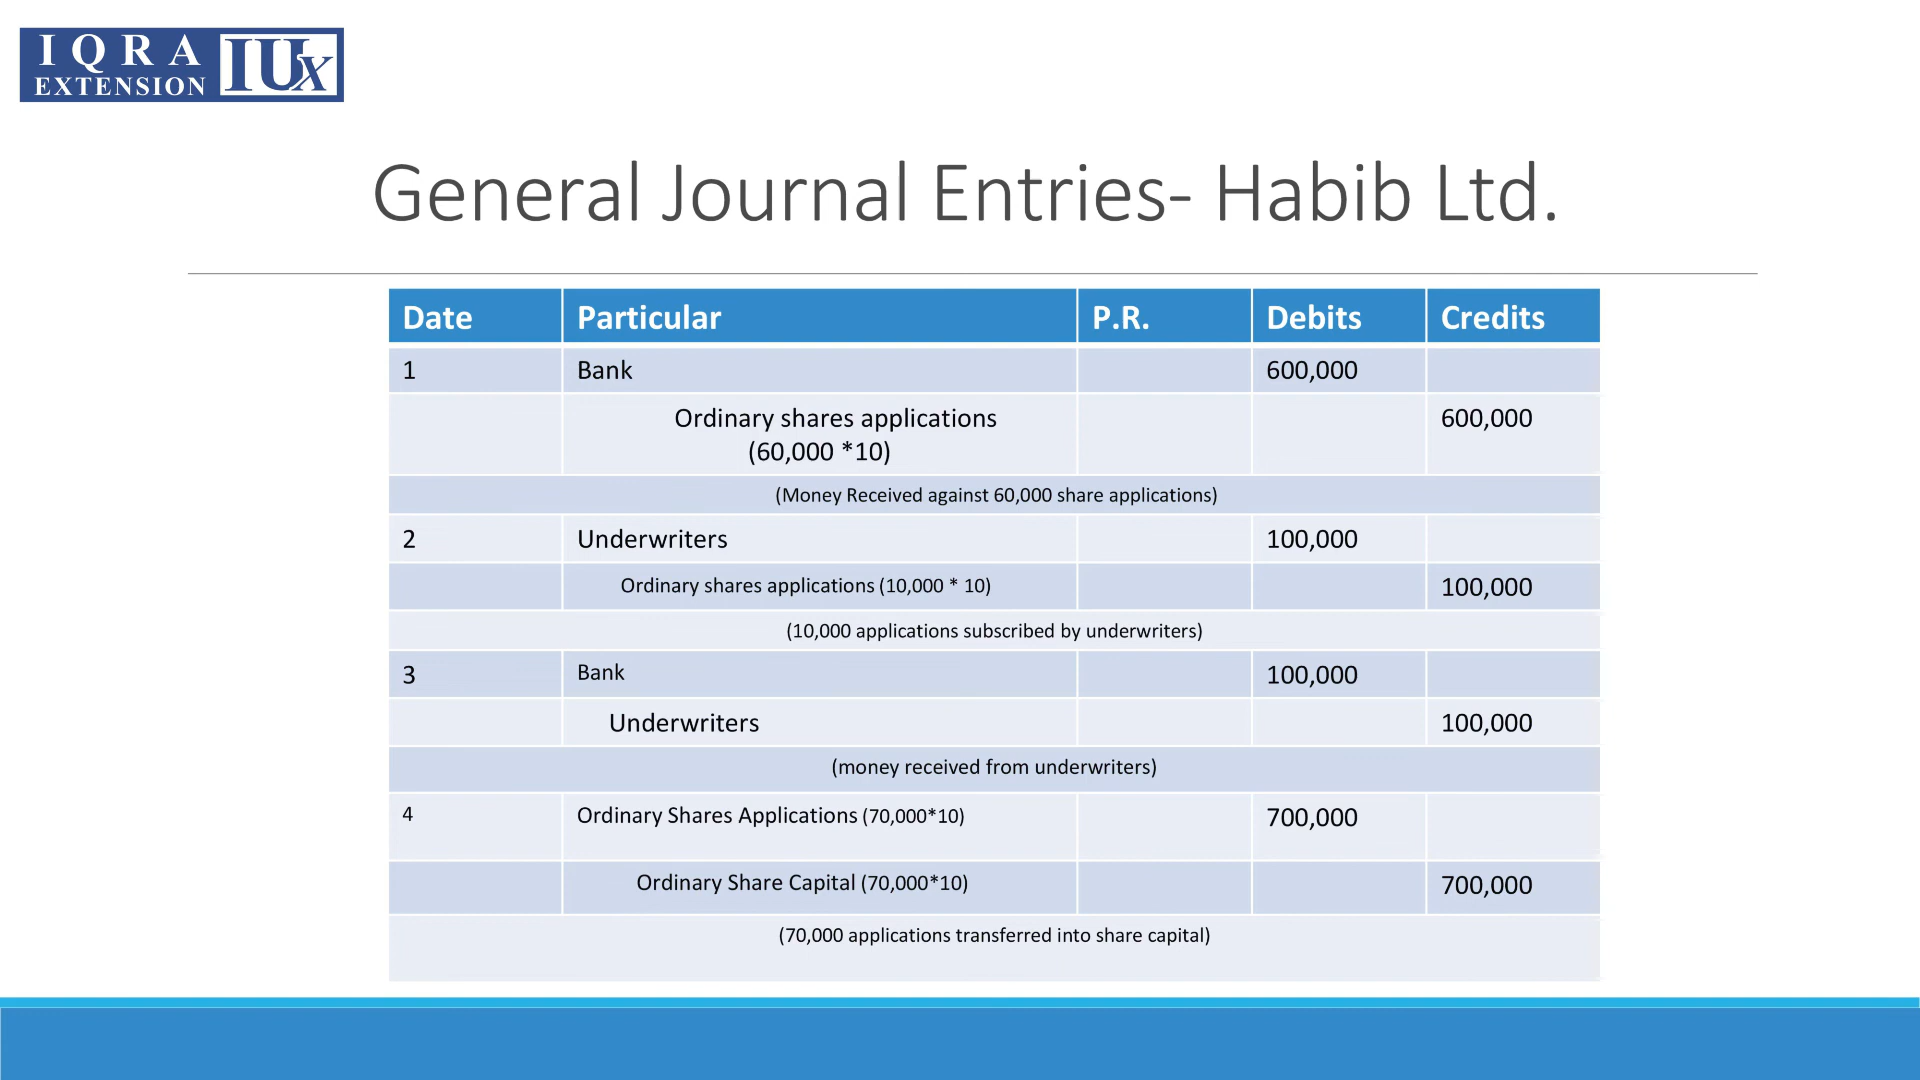 I Q R A
EXTENSION
IUx
General Journal Entries- Habib Ltd.
Date Particular P.R. Debits Credits
1 Bank 600,000
Ordinary shares applications 600,000
(60,000 *10)
(Money Received against 60,000 share applications)
2 Underwriters 100,000
Ordinary shares applications (10,000 * 10) 100,000
(10,000 applications subscribed by underwriters)
3 Bank 100,000
Underwriters 100,000
(money received from underwriters)
4 Ordinary Shares Applications (70,000*10) 700,000
Ordinary Share Capital (70,000*10) 700,000
(70,000 applications transferred into share capital)